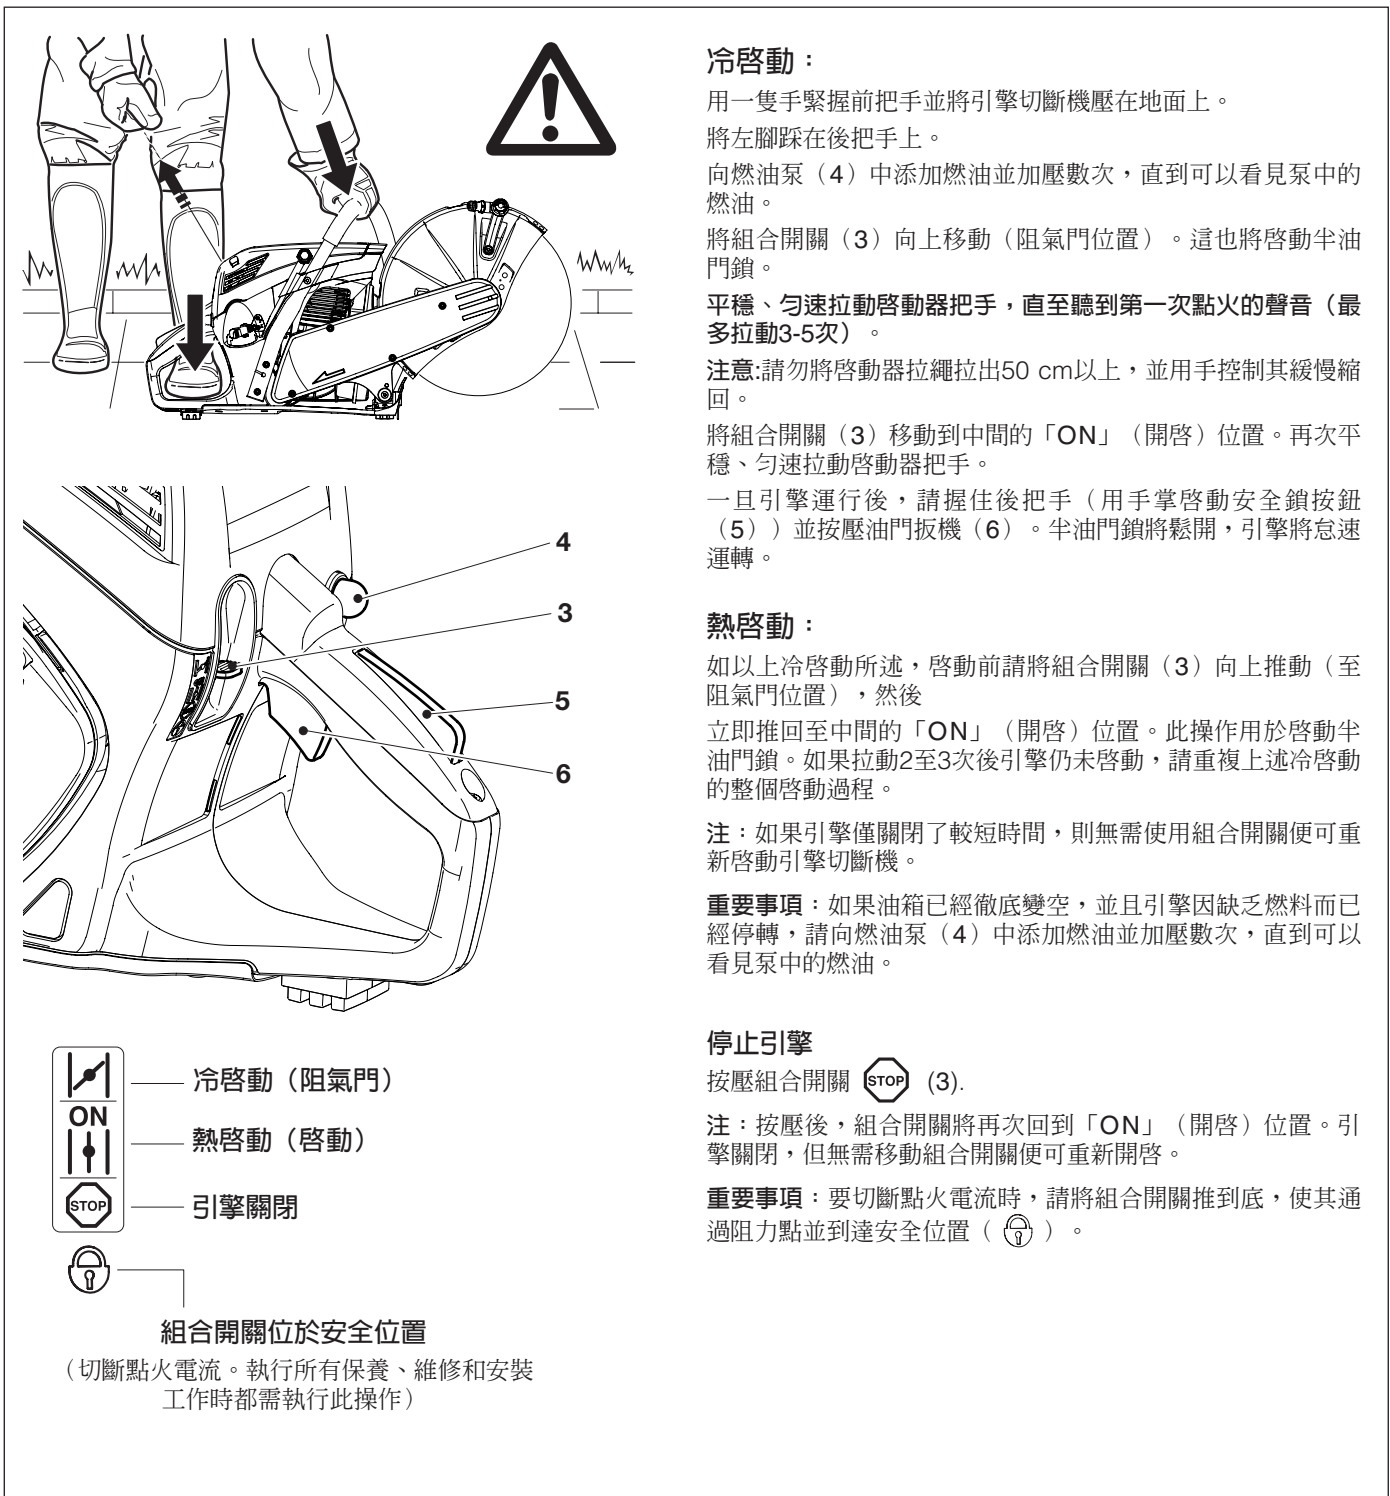 冷啓動：
用一隻手緊握前把手並將引擎切斷機壓在地面上。
將左腳踩在後把手上。
向燃油泵（4）中添加燃油並加壓數次，直到可以看見泵中的
燃油。
將組合開關（3）向上移動（阻氣門位置）。這也將啓動半油
門鎖。
平穩、勻速拉動啓動器把手，直至聽到第一次點火的聲音（最
多拉動3-5次）。
注意:請勿將啓動器拉繩拉出50 cm以上，並用手控制其緩慢縮
回。
將組合開關（3）移動到中間的「ON」（開啓）位置。再次平
穩、勻速拉動啓動器把手。
一旦引擎運行後，請握住後把手（用手掌啓動安全鎖按鈕
（5））並按壓油門扳機（6）。半油門鎖將鬆開，引擎將怠速
運轉。
熱啓動：
如以上冷啓動所述，啓動前請將組合開關（3）向上推動（至
阻氣門位置），然後
立即推回至中間的「ON」（開啓）位置。此操作用於啓動半
油門鎖。如果拉動2至3次後引擎仍未啓動，請重複上述冷啓動
的整個啓動過程。
注：如果引擎僅關閉了較短時間，則無需使用組合開關便可重
新啓動引擎切斷機。
重要事項：如果油箱已經徹底變空，並且引擎因缺乏燃料而已
經停轉，請向燃油泵（4）中添加燃油並加壓數次，直到可以
看見泵中的燃油。
停止引擎
按壓組合開關 STOP (3).
注：按壓後，組合開關將再次回到「ON」（開啓）位置。引
擎關閉，但無需移動組合開關便可重新開啓。
重要事項：要切斷點火電流時，請將組合開關推到底，使其通
過阻力點並到達安全位置（ ）。
4
3
5
6
冷啓動（阻氣門）
ON
熱啓動（啓動）
STOP
引擎關閉
組合開關位於安全位置
（切斷點火電流。執行所有保養、維修和安裝
工作時都需執行此操作）